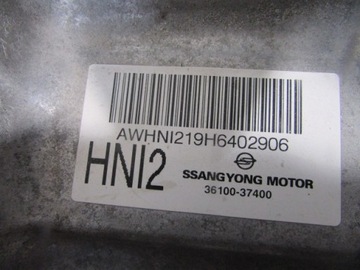 AWHNI219H6402906
HNI2
SSANGYONG MOTOR
36100-37400